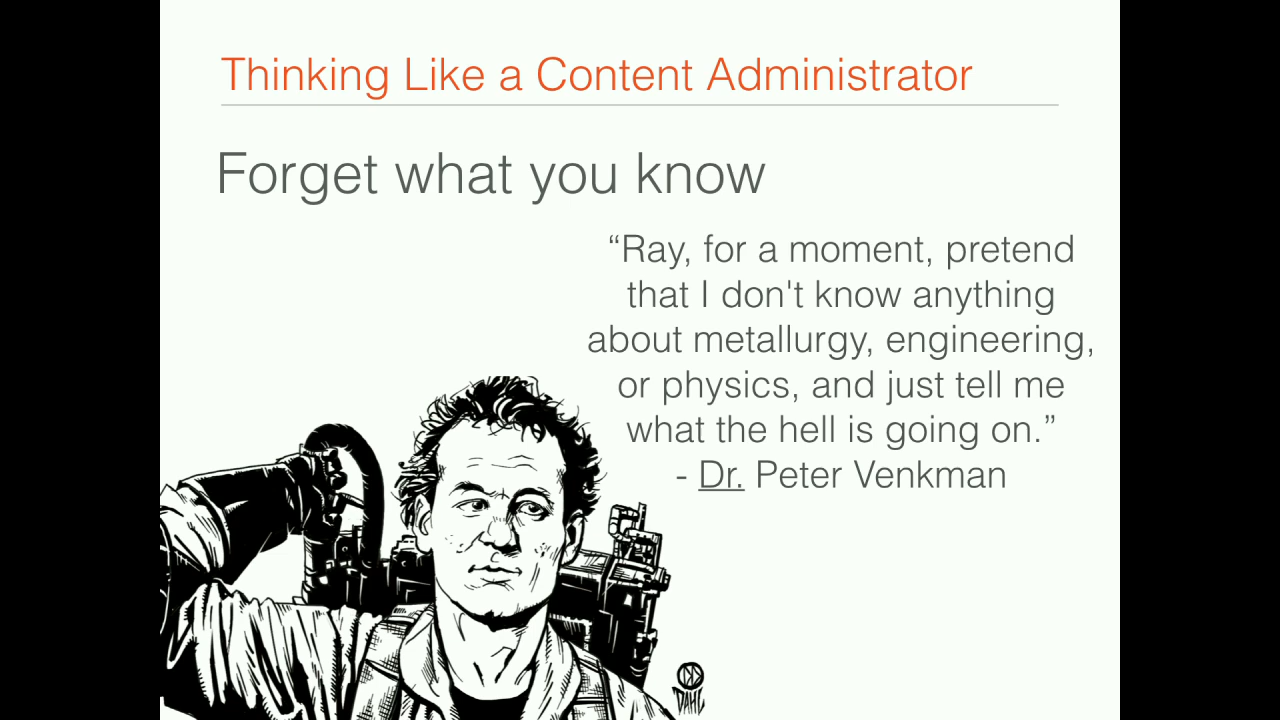 Thinking Like a Content Administrator
Forget what you know
“Ray, for a moment, pretend
that I don't know anything
about metallurgy, engineering,
or physics, and just tell me
what the hell is going on.”
- Dr. Peter Venkman
DAHL